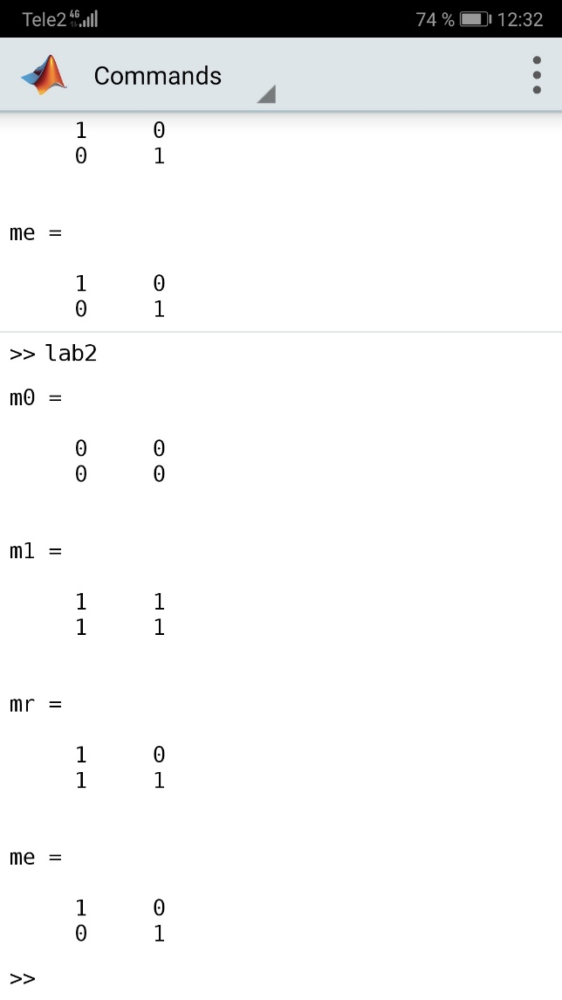 Tele2 4G 74 % 12:32
Commands
1 0
0 1
me =
1 0
0 1
>> lab2
m0 =
0 0
0 0
m1 =
1 1
1 1
mr =
1 0
1 1
me =
1 0
0 1
>>